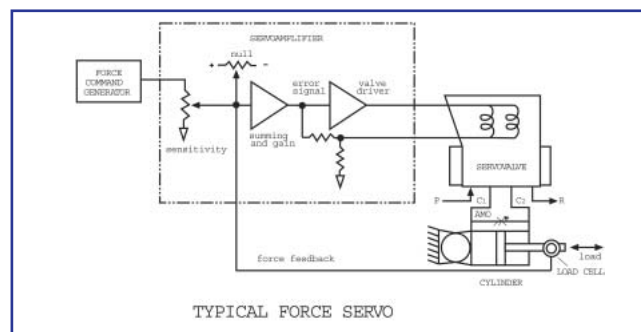 SERVOAMPLIFIER
null
+ -
FORCE
COMMAND
GENERATOR
error
signal
valve
driver
summing
and gain
sensitivity
SERVOVALVE
P C1 C2 R
AMO
load
LOAD CELL
force feedback
CYLINDER
TYPICAL FORCE SERVO